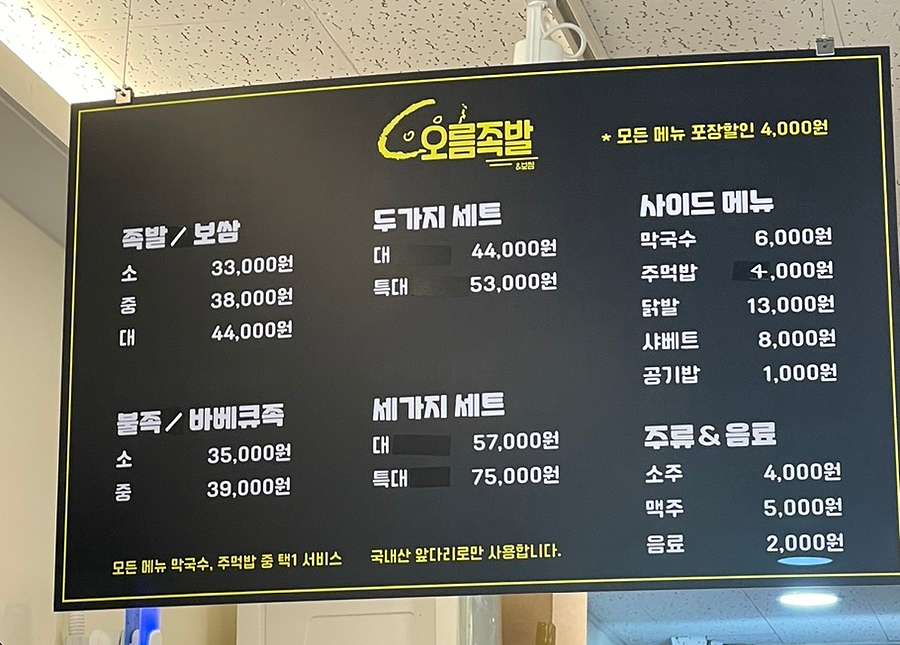 오름족발
&보쌈
* 모든 메뉴 포장할인 4,000원
족발 / 보쌈
소 33,000원
중 38,000원
대 44,000원
불족 / 바베큐족
소 35,000원
중 39,000원
두가지 세트
대 44,000원
특대 53,000원
세가지 세트
대 57,000원
특대 75,000원
사이드 메뉴
막국수 6,000원
주먹밥 4,000원
닭발 13,000원
샤베트 8,000원
공기밥 1,000원
주류 & 음료
소주 4,000원
맥주 5,000원
음료 2,000원
모든 메뉴 막국수, 주먹밥 중 택1 서비스
국내산 앞다리로만 사용합니다.